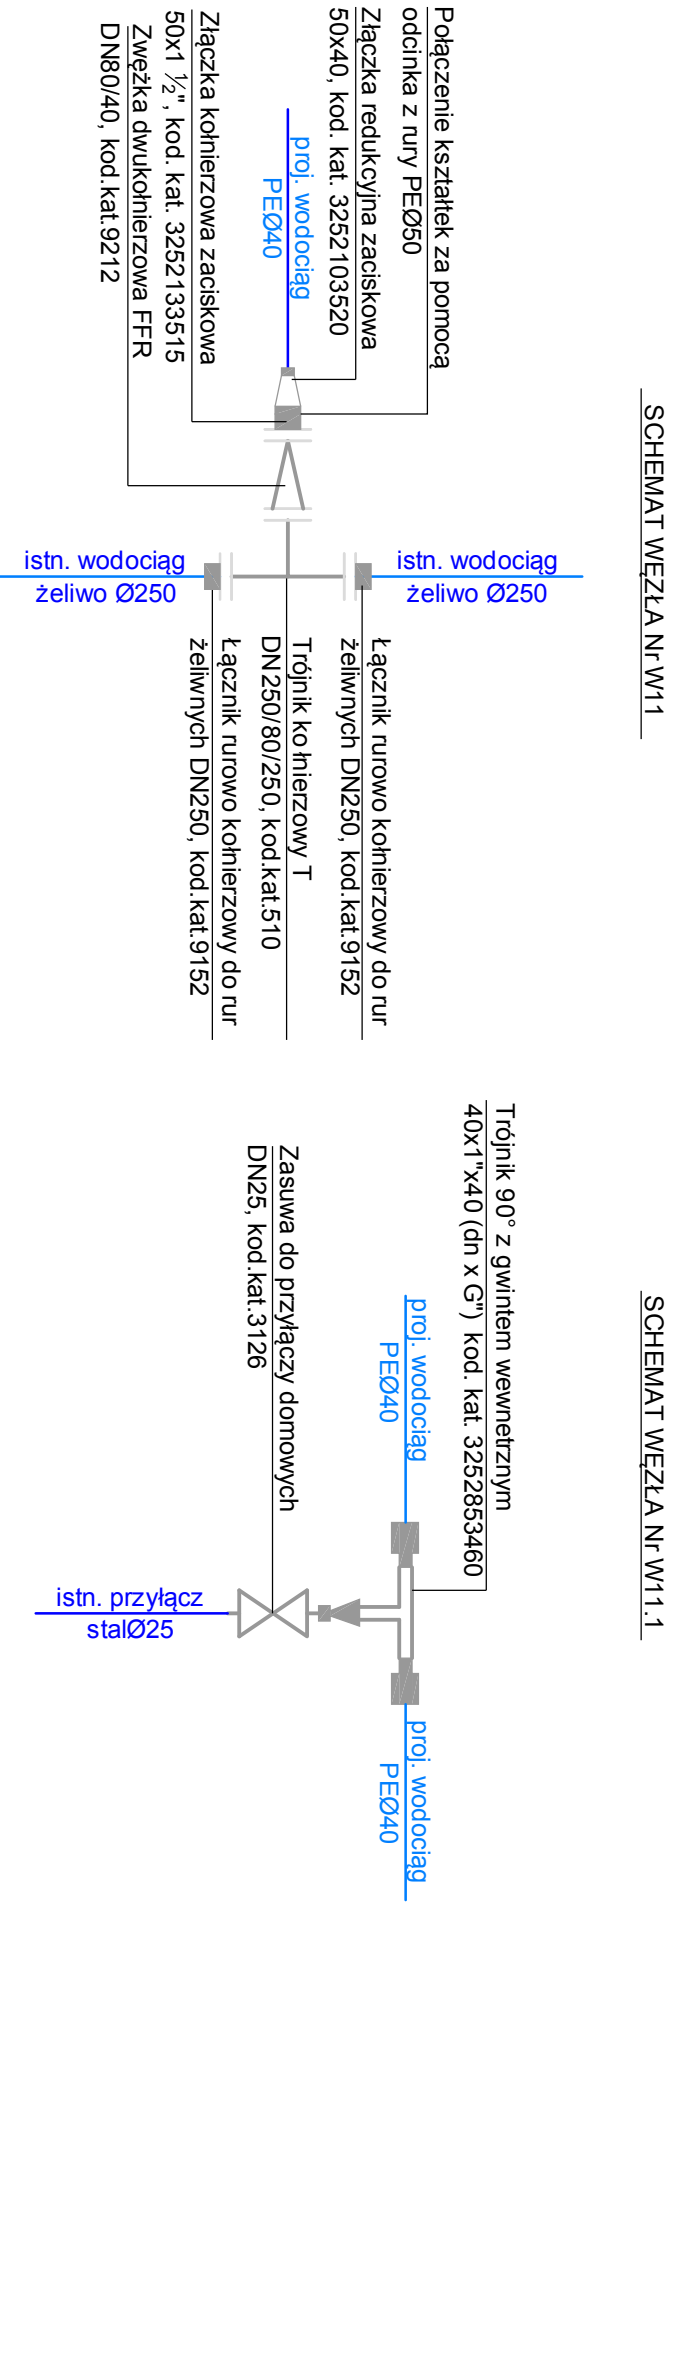 SCHEMAT WĘZŁA Nr W11
Połączenie kształtek za pomocą
odcinka z rury PEØ50
Złączka redukcyjna zaciskowa
50x40, kod. kat. 3252103520
proj. wodociąg
PEØ40
Złączka kołnierzowa zaciskowa
50x1 ½", kod. kat. 3252133515
Zwężka dwukołnierzowa FFR
DN80/40, kod.kat.9212
istn. wodociąg
żeliwo Ø250
istn. wodociąg
żeliwo Ø250
Łącznik rurowo kołnierzowy do rur
żeliwnych DN250, kod.kat.9152
Trójnik kołnierzowy T
DN250/80/250, kod.kat.510
Łącznik rurowo kołnierzowy do rur
żeliwnych DN250, kod.kat.9152
SCHEMAT WĘZŁA Nr W11.1
Trójnik 90° z gwintem wewnetrznym
40x1"x40 (dn x G") kod. kat. 3252853460
proj. wodociąg
PEØ40
Zasuwa do przyłączy domowych
DN25, kod.kat.3126
istn. przyłącz
stalØ25
proj. wodociąg
PEØ40